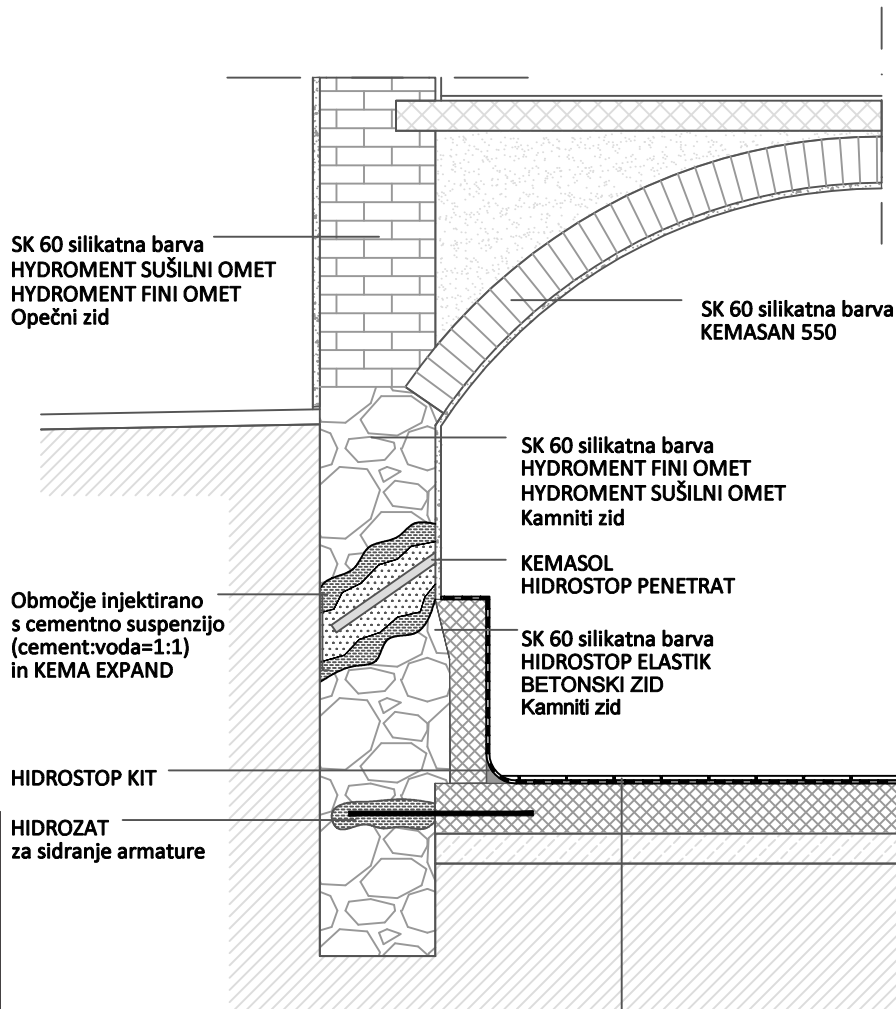 SK 60 silikatna barva
HYDROMENT SUŠILNI OMET
HYDROMENT FINI OMET
Opečni zid
SK 60 silikatna barva
KEMASAN 550
SK 60 silikatna barva
HYDROMENT FINI OMET
HYDROMENT SUŠILNI OMET
Kamniti zid
KEMASOL
HIDROSTOP PENETRAT
Območje injektirano
s cementno suspenzijo
(cement:voda=1:1)
in KEMA EXPAND
SK 60 silikatna barva
HIDROSTOP ELASTIK
BETONSKI ZID
Kamniti zid
HIDROSTOP KIT
HIDROZAT
za sidranje armature